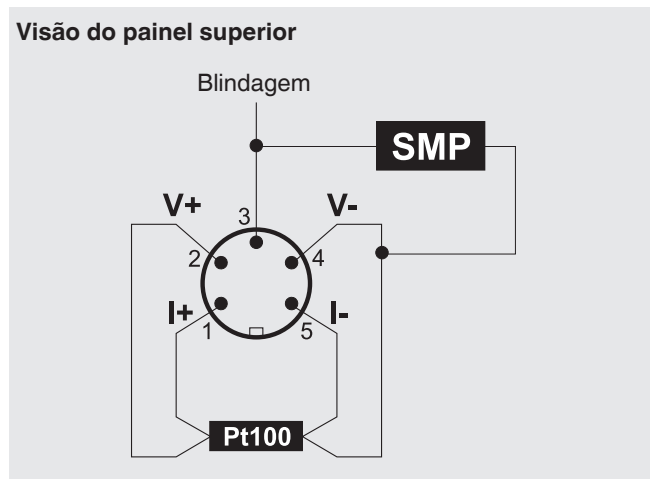 Visão do painel superior
Blindagem
SMP
V+
3
V-
2
4
I+
I-
1
5
Pt100